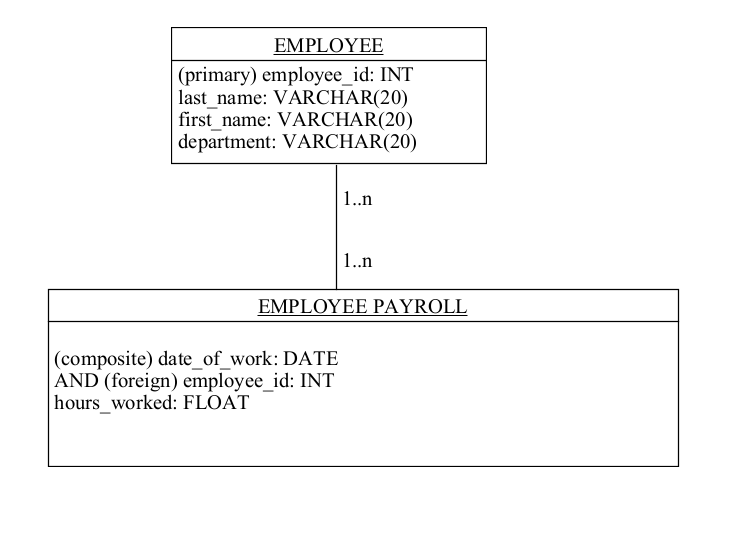 EMPLOYEE
(primary) employee_id: INT
last_name: VARCHAR(20)
first_name: VARCHAR(20)
department: VARCHAR(20)
1..n
1..n
EMPLOYEE PAYROLL
(composite) date_of_work: DATE
AND (foreign) employee_id: INT
hours_worked: FLOAT